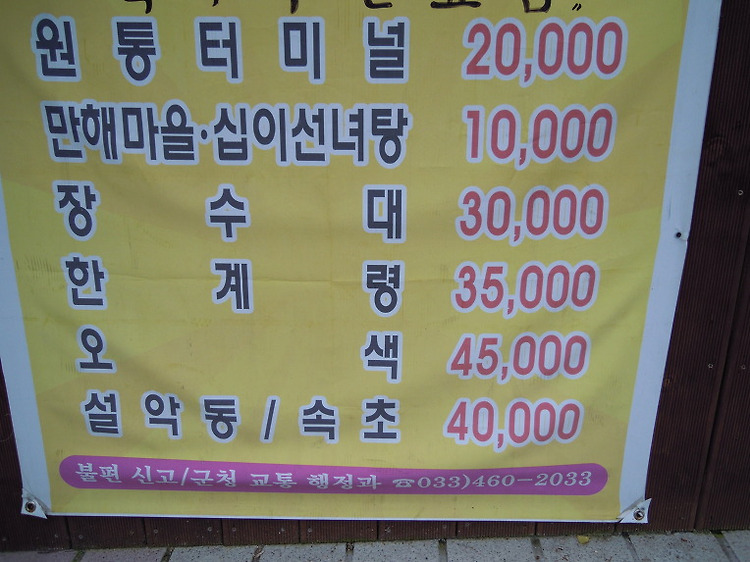 원통터미널 20,000
만해마을·십이선녀탕 10,000
장수대 30,000
한계령 35,000
오색 45,000
설악동/속초 40,000
불편 신고/군청 교통 행정과 ☎033)460-2033